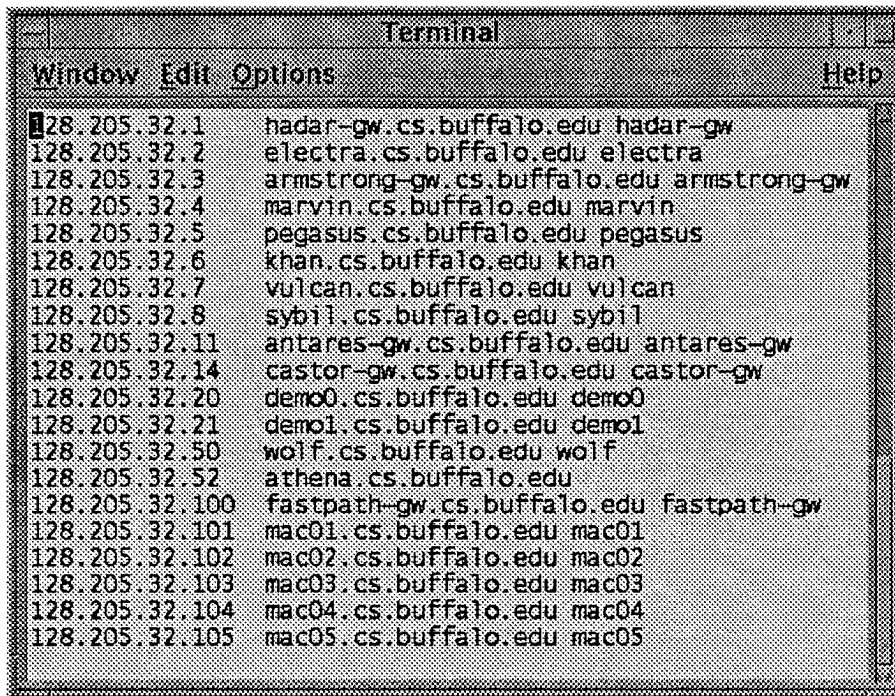 Terminal
Window Edit Options Help
128.205.32.1 hadar-gw.cs.buffalo.edu hadar-gw
128.205.32.2 electra.cs.buffalo.edu electra
128.205.32.3 armstrong-gw.cs.buffalo.edu armstrong-gw
128.205.32.4 marvin.cs.buffalo.edu marvin
128.205.32.5 pegasus.cs.buffalo.edu pegasus
128.205.32.6 khan.cs.buffalo.edu khan
128.205.32.7 vulcan.cs.buffalo.edu vulcan
128.205.32.8 sybil.cs.buffalo.edu sybil
128.205.32.11 antares-gw.cs.buffalo.edu antares-gw
128.205.32.14 castor-gw.cs.buffalo.edu castor-gw
128.205.32.20 demo0.cs.buffalo.edu demo0
128.205.32.21 demo1.cs.buffalo.edu demo1
128.205.32.50 wolf.cs.buffalo.edu wolf
128.205.32.52 athena.cs.buffalo.edu
128.205.32.100 fastpath-gw.cs.buffalo.edu fastpath-gw
128.205.32.101 mac01.cs.buffalo.edu mac01
128.205.32.102 mac02.cs.buffalo.edu mac02
128.205.32.103 mac03.cs.buffalo.edu mac03
128.205.32.104 mac04.cs.buffalo.edu mac04
128.205.32.105 mac05.cs.buffalo.edu mac05